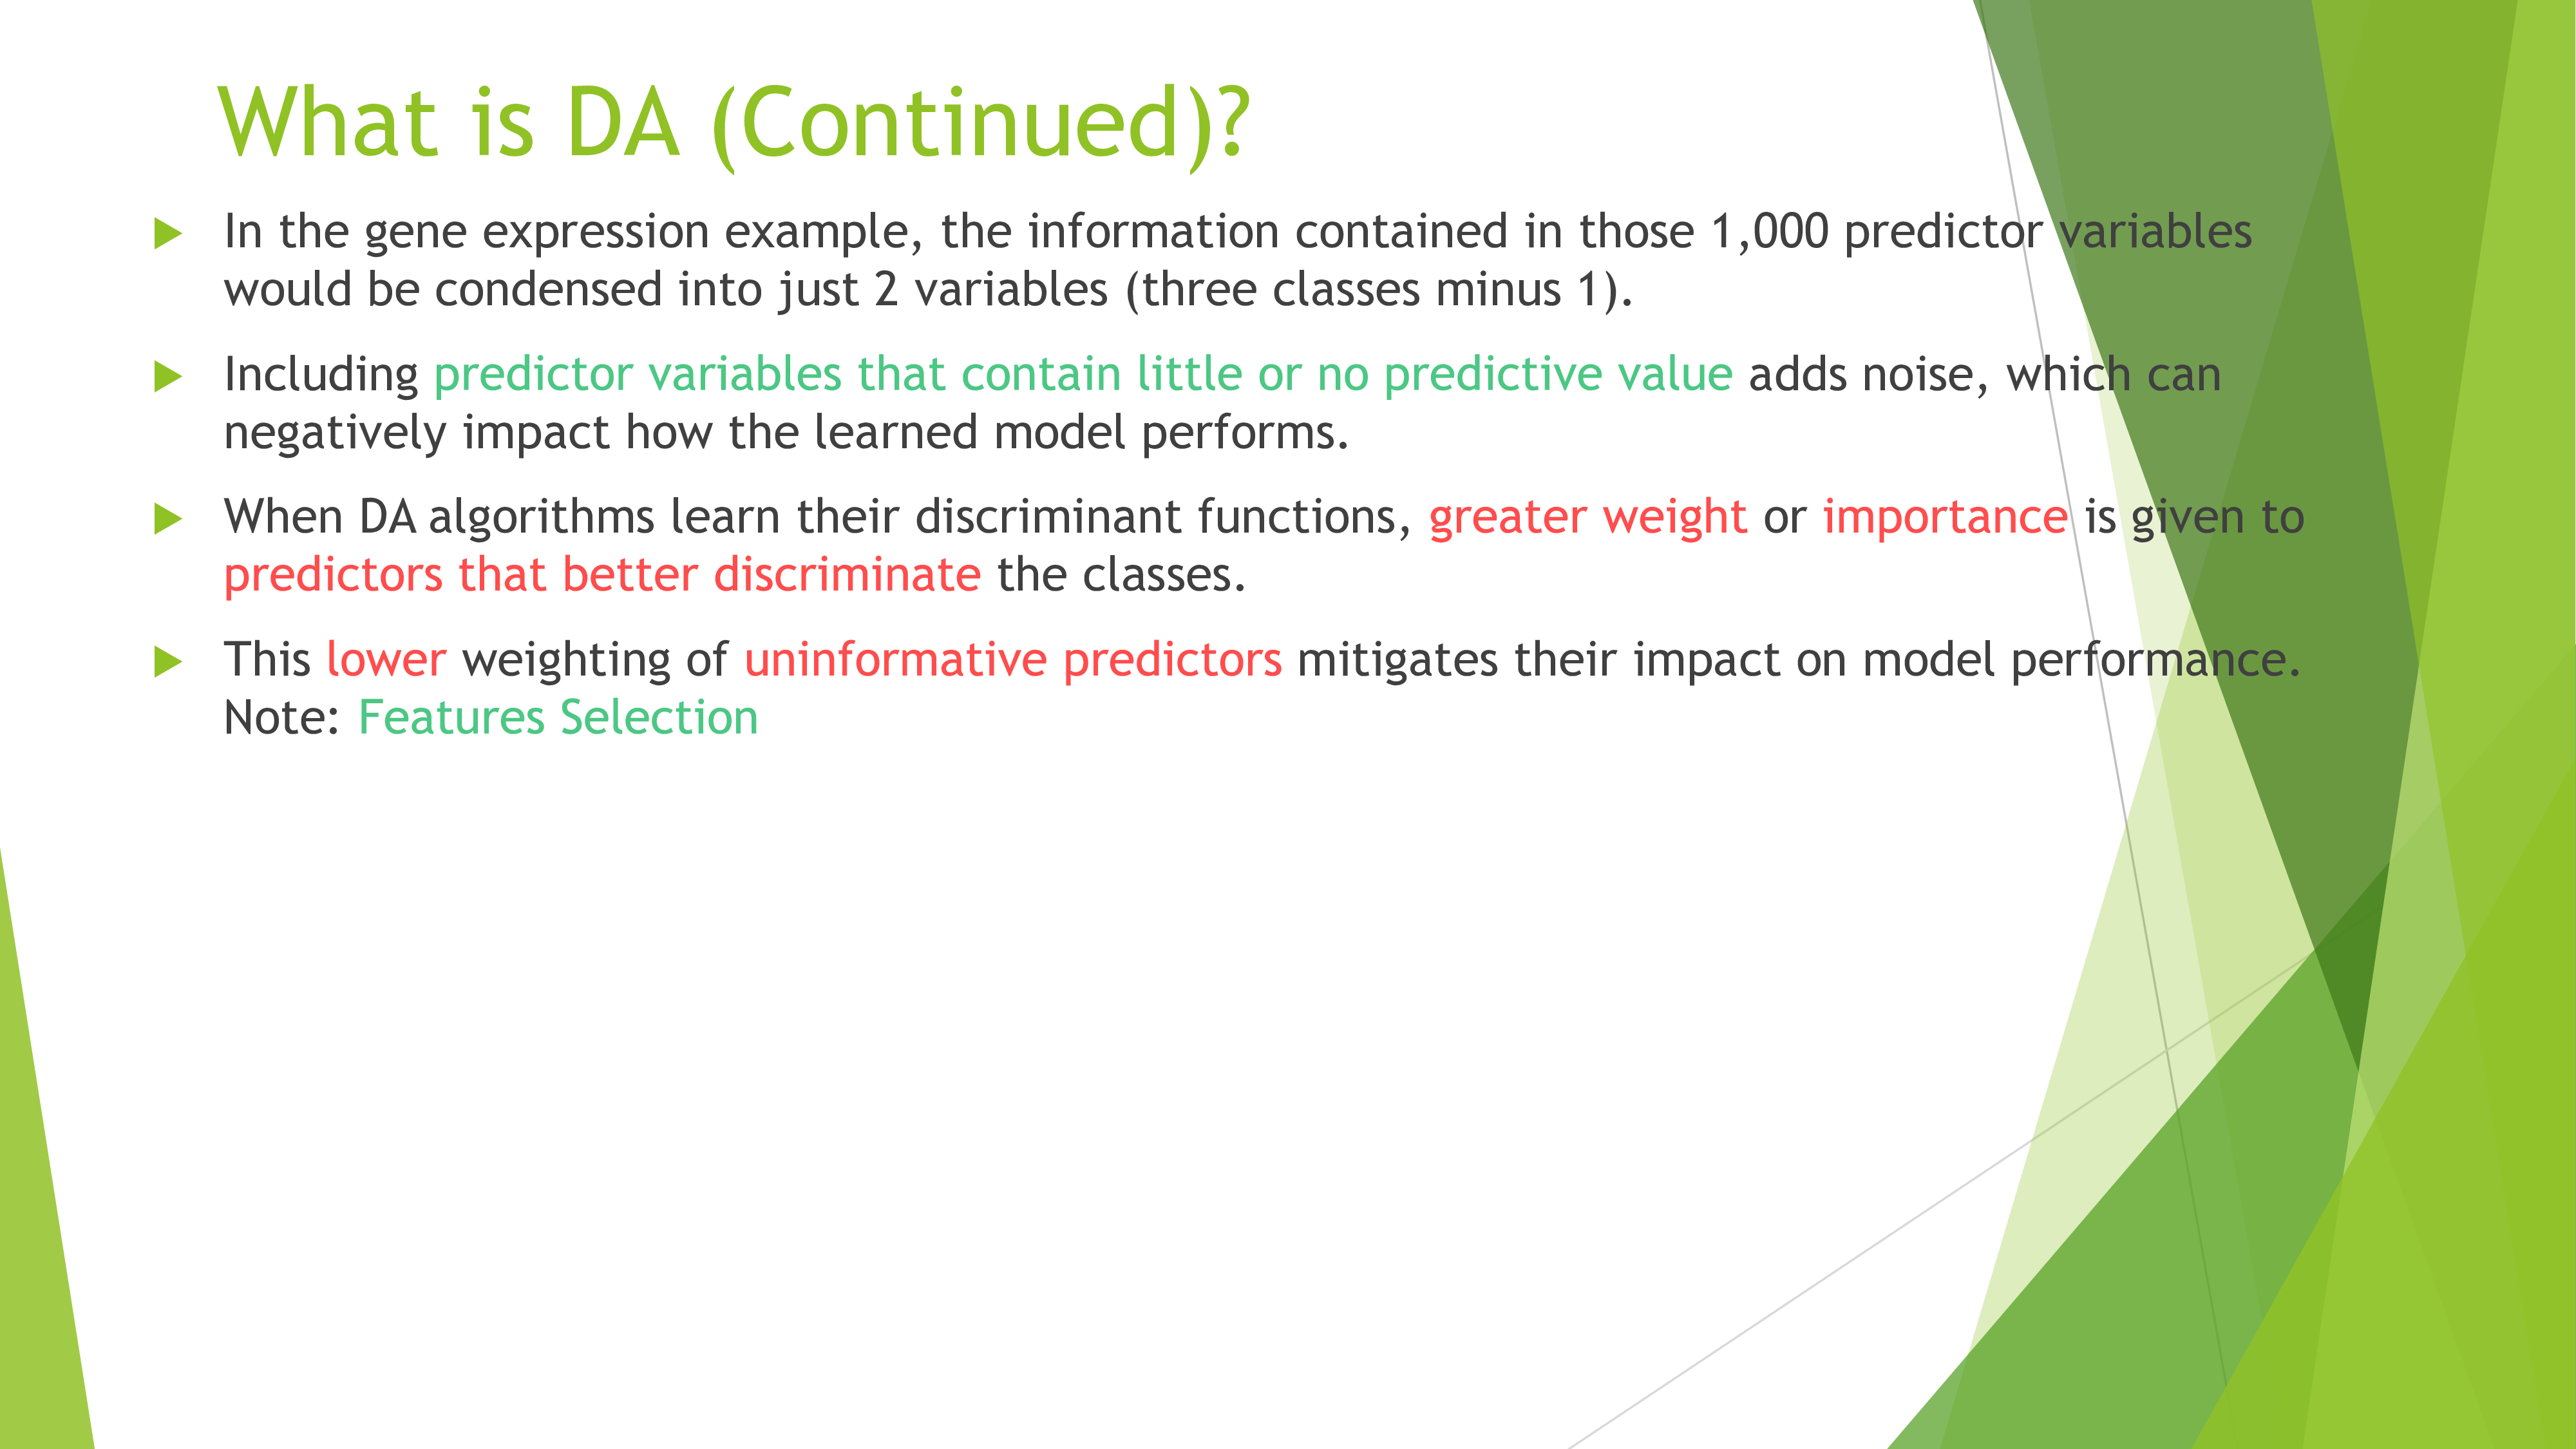 What is DA (Continued)?
In the gene expression example, the information contained in those 1,000 predictor variables
would be condensed into just 2 variables (three classes minus 1).
Including predictor variables that contain little or no predictive value adds noise, which can
negatively impact how the learned model performs.
When DA algorithms learn their discriminant functions, greater weight or importance is given to
predictors that better discriminate the classes.
This lower weighting of uninformative predictors mitigates their impact on model performance.
Note: Features Selection